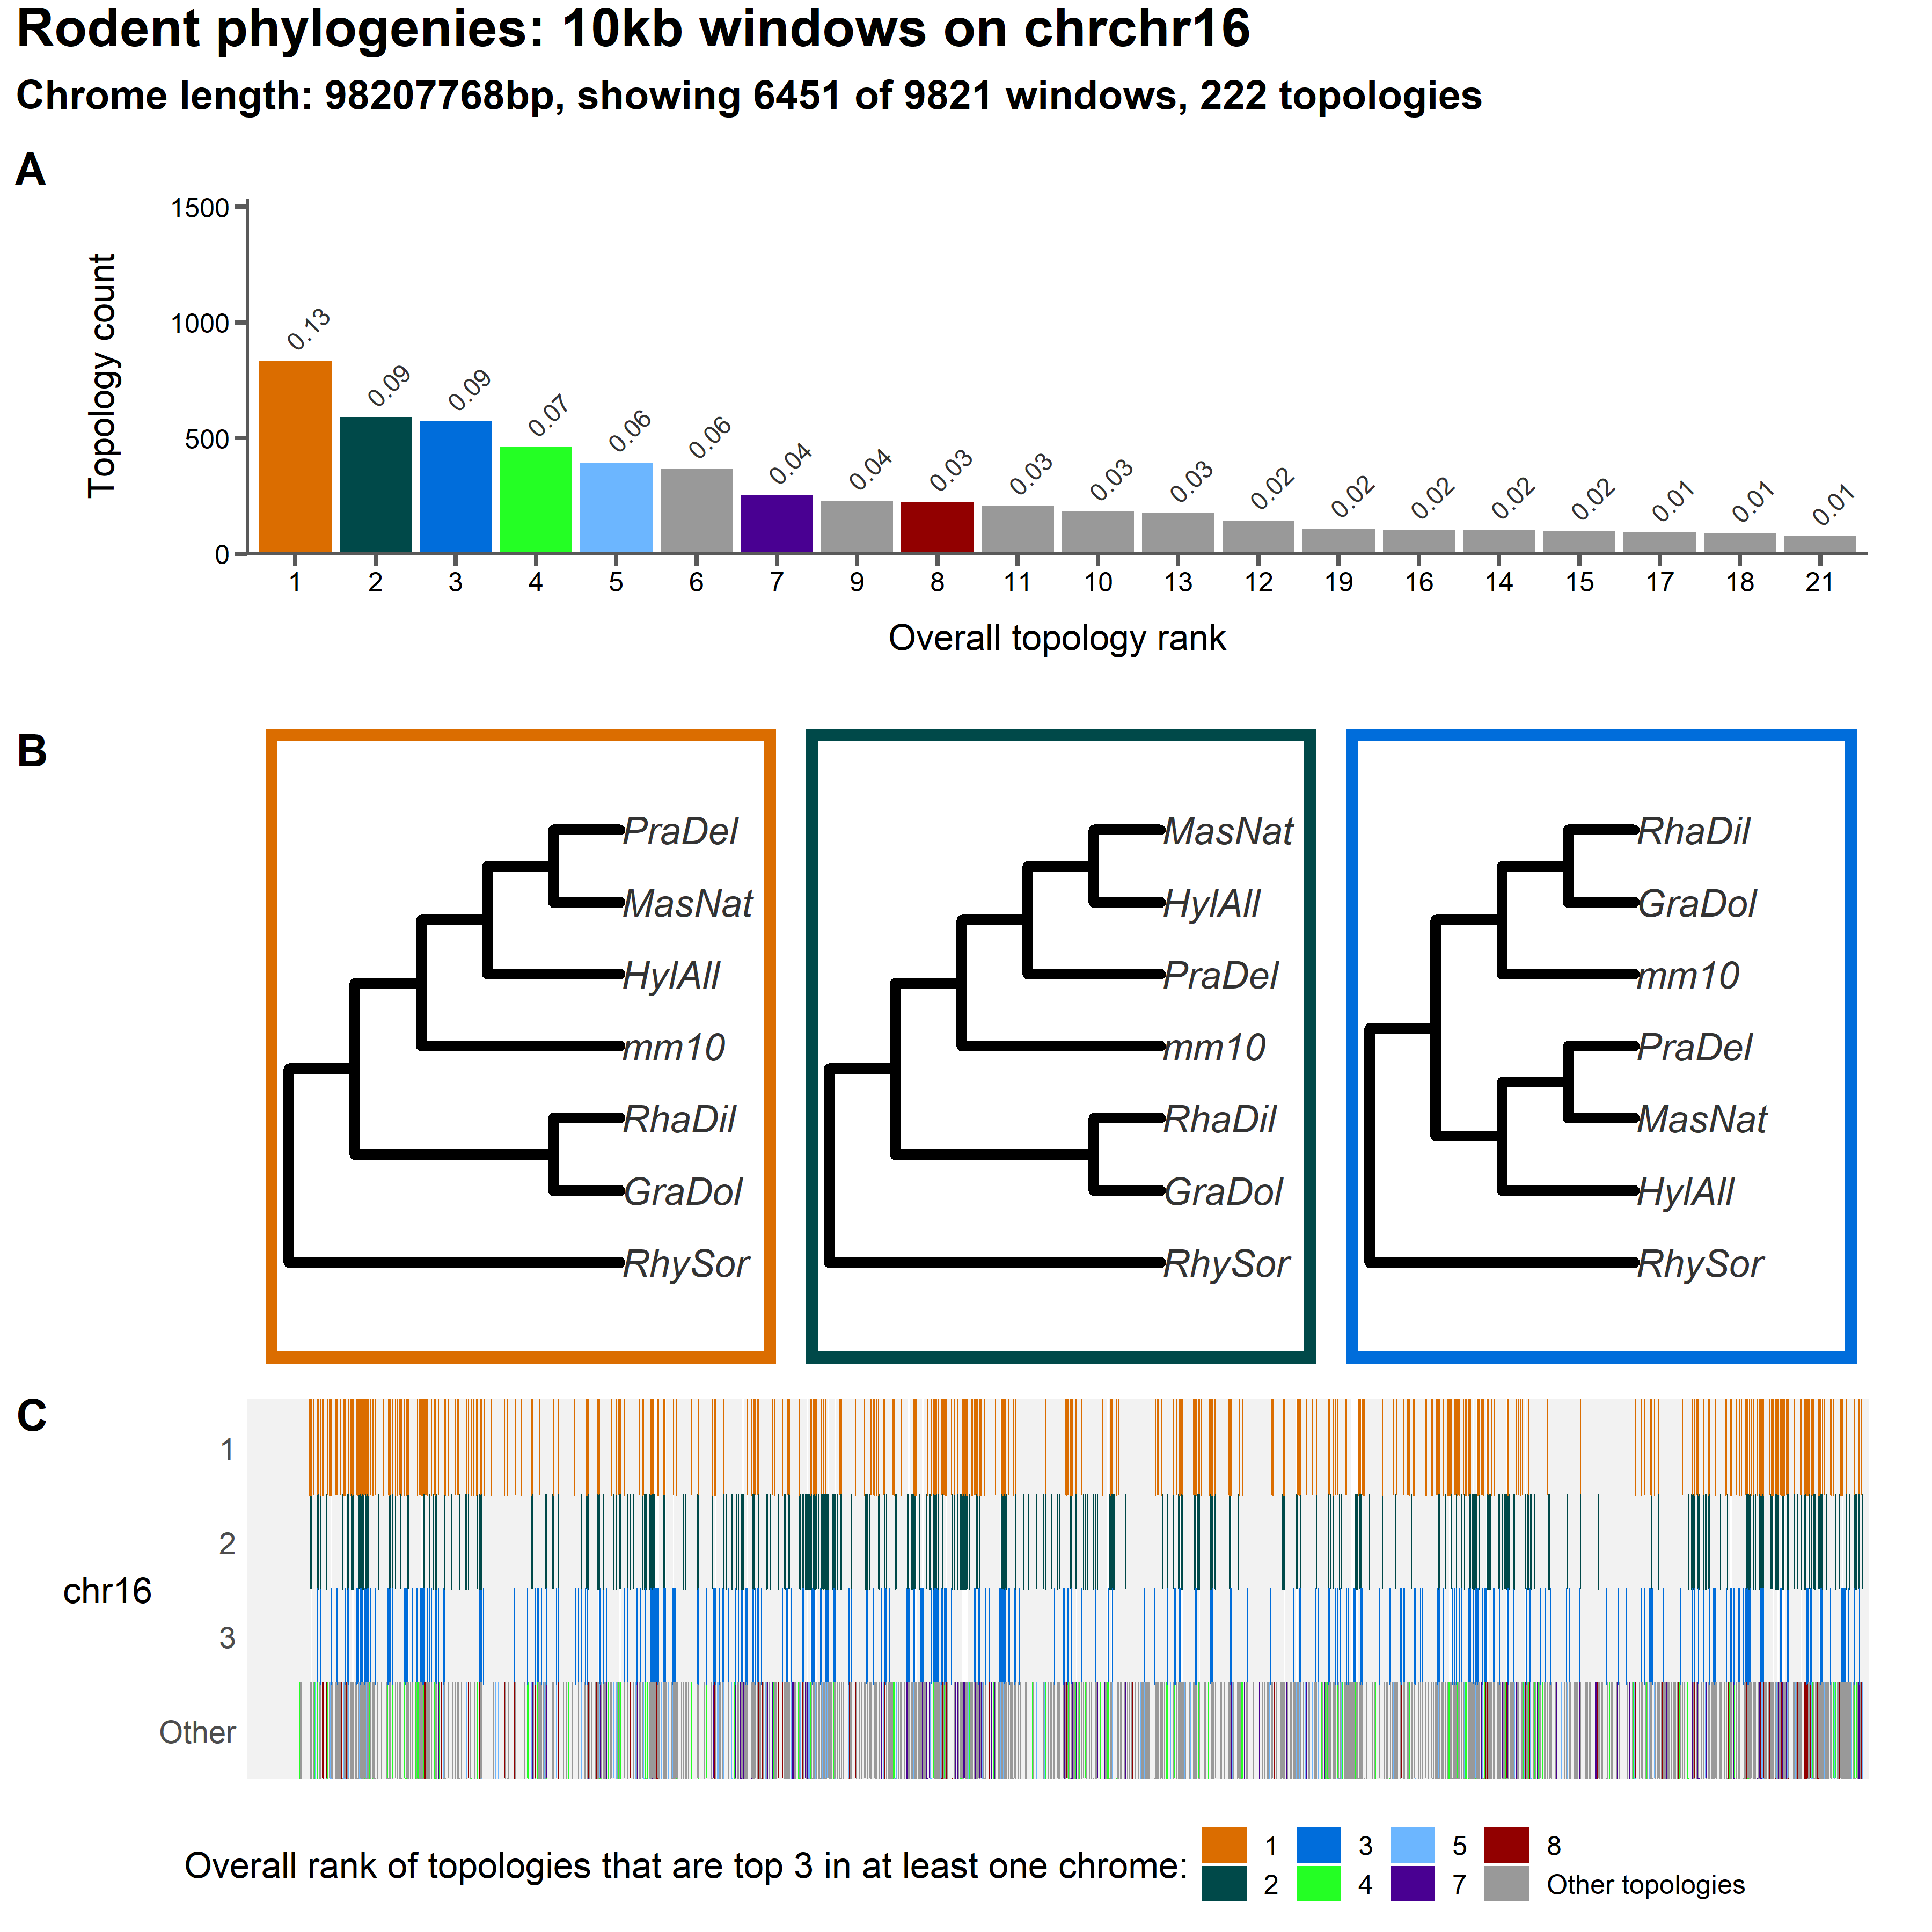 Rodent phylogenies: 10kb windows on chrchr16
Chrome length: 98207768bp, showing 6451 of 9821 windows, 222 topologies
A
Topology count
1500
1000
500
0
0.13 0.09 0.09 0.07 0.06 0.06 0.04 0.04 0.03 0.03 0.03 0.03 0.02 0.02 0.02 0.02 0.02 0.01 0.01 0.01
1 2 3 4 5 6 7 9 8 11 10 13 12 19 16 14 15 17 18 21
Overall topology rank
B
PraDel
MasNat
HylAll
mm10
RhaDil
GraDol
RhySor
MasNat
HylAll
PraDel
mm10
RhaDil
GraDol
RhySor
RhaDil
GraDol
mm10
PraDel
MasNat
HylAll
RhySor
C
chr16
1
2
3
Other
Overall rank of topologies that are top 3 in at least one chrome:
1 3 5 8
2 4 7 Other topologies